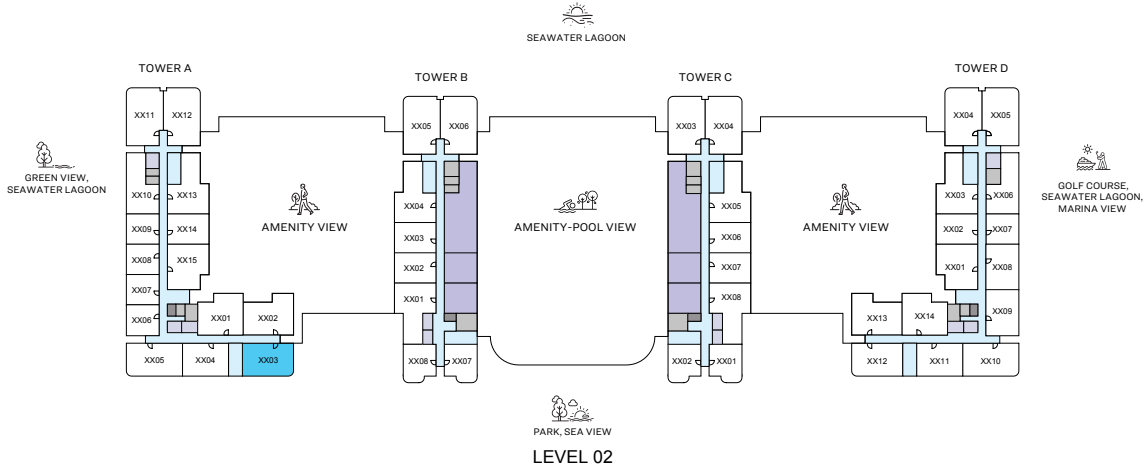 SEAWATER LAGOON
TOWER A
TOWER B
TOWER C
TOWER D
XX11
XX12
XX05
XX06
XX03
XX04
XX04
XX05
GREEN VIEW,
SEAWATER LAGOON
GOLF COURSE,
SEAWATER LAGOON,
MARINA VIEW
XX10
XX13
XX04
XX05
XX03
XX06
AMENITY VIEW
AMENITY-POOL VIEW
AMENITY VIEW
XX09
XX14
XX03
XX06
XX02
XX07
XX08
XX15
XX02
XX07
XX01
XX08
XX07
XX01
XX08
XX06
XX01
XX02
XX13
XX14
XX09
XX05
XX04
XX03
XX08
XX07
XX02
XX01
XX12
XX11
XX10
PARK, SEA VIEW
LEVEL 02